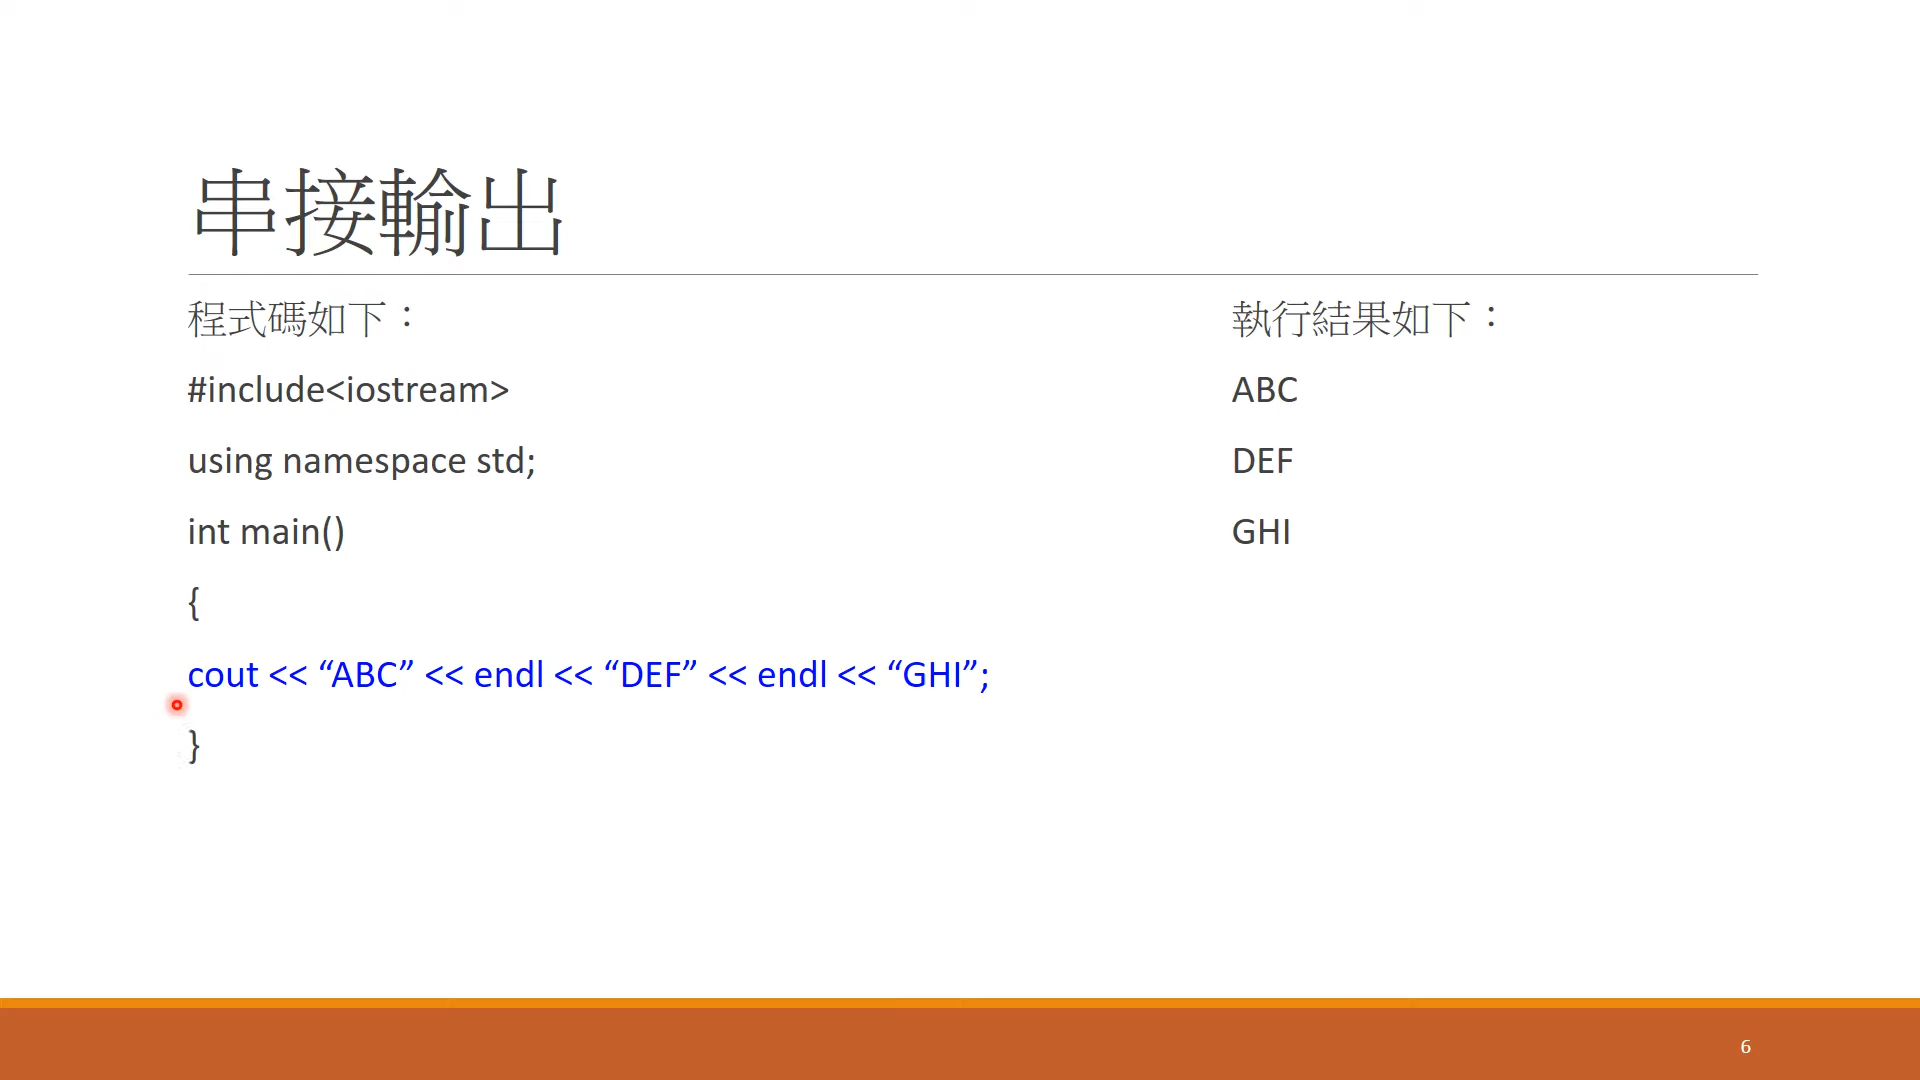 串接輸出
程式碼如下：
#include<iostream>
using namespace std;
int main()
{
cout << “ABC” << endl << “DEF” << endl << “GHI”;
}
執行結果如下：
ABC
DEF
GHI
6